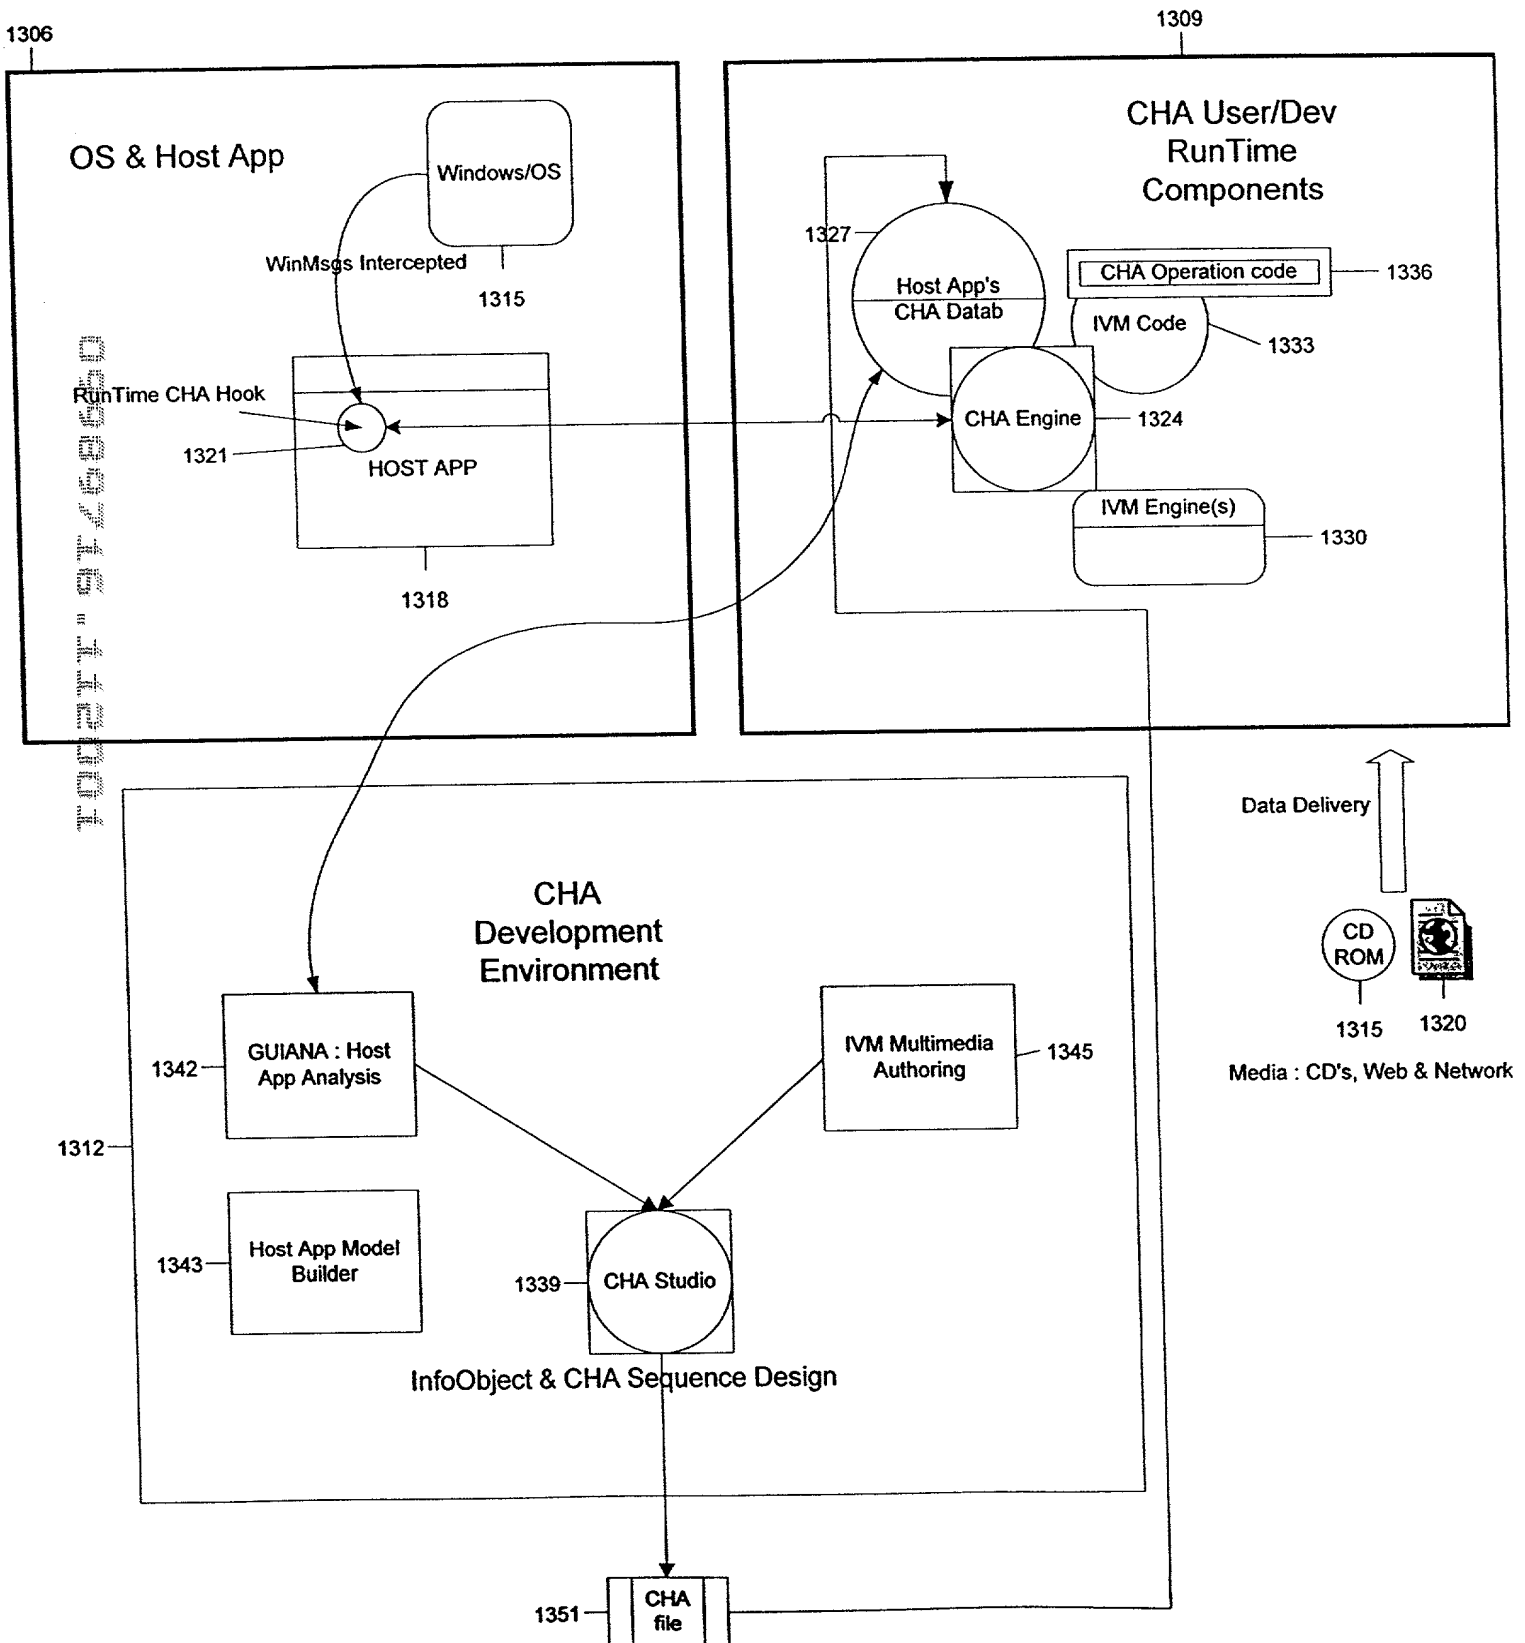 1306
1309
OS & Host App
Windows/OS
WinMsgs Intercepted
1315
RunTime CHA Hook
1321
HOST APP
1318
CHA User/Dev
RunTime
Components
1327
Host App's
CHA Datab
CHA Operation code
1336
IVM Code
1333
CHA Engine
1324
IVM Engine(s)
1330
Data Delivery
CD
ROM
1315
1320
Media : CD's, Web & Network
CHA
Development
Environment
GUIANA : Host
App Analysis
1342
IVM Multimedia
Authoring
1345
1312
Host App Model
Builder
1343
1339
CHA Studio
InfoObject & CHA Sequence Design
1351
CHA
file